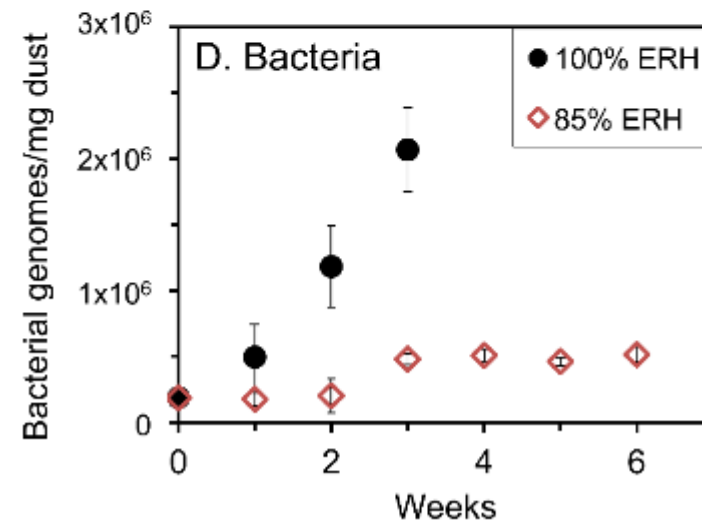 D. Bacteria
100% ERH
85% ERH
Bacterial genomes/mg dust
3x10⁶
2x10⁶
1x10⁶
0
0 2 4 6
Weeks